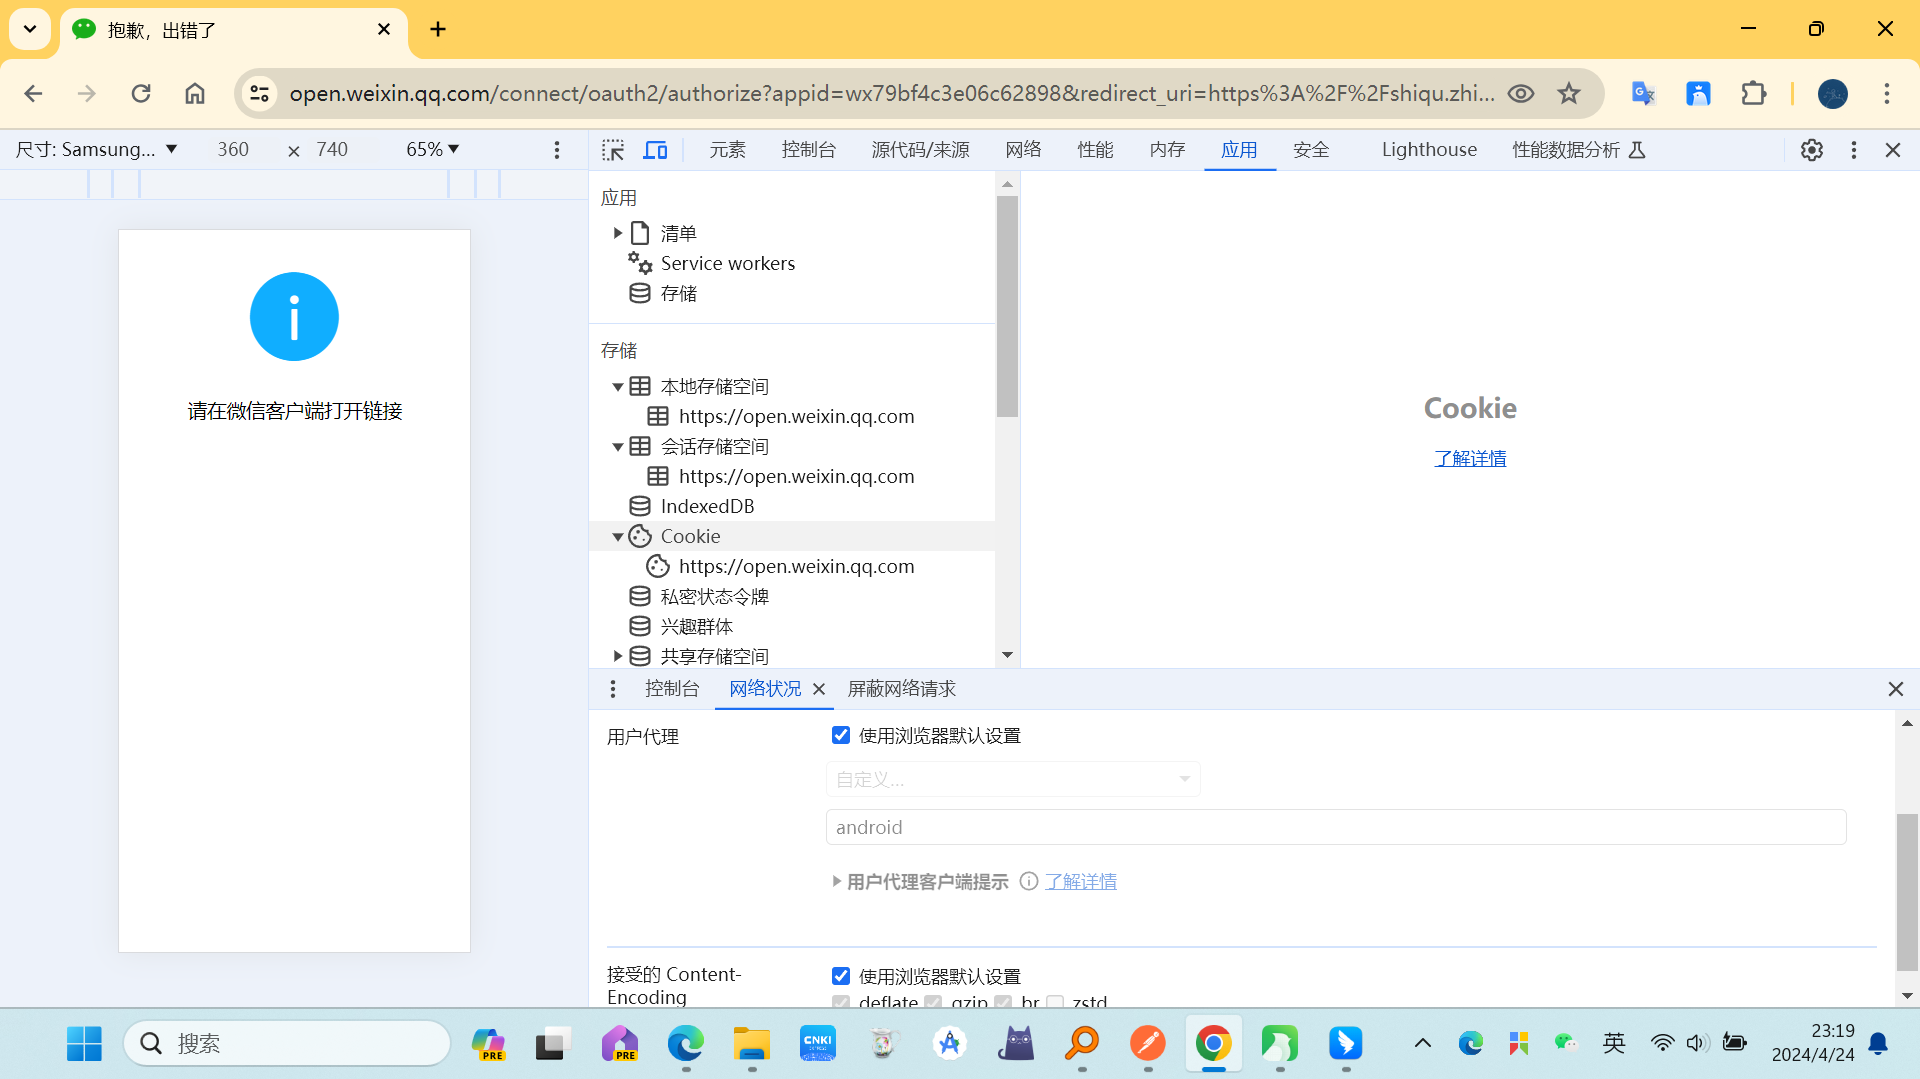 抱歉，出错了
open.weixin.qq.com/connect/oauth2/authorize?appid=wx79bf4c3e06c62898&redirect_uri=https%3A%2F%2Fshiqu.zhi...
尺寸: Samsung... 360 × 740 65%
元素 控制台 源代码/来源 网络 性能 内存 应用 安全 Lighthouse 性能数据分析
请在微信客户端打开链接
应用
清单
Service workers
存储
存储
本地存储空间
https://open.weixin.qq.com
会话存储空间
https://open.weixin.qq.com
IndexedDB
Cookie
https://open.weixin.qq.com
私密状态令牌
兴趣群体
共享存储空间
Cookie
了解详情
控制台 网络状况 屏蔽网络请求
用户代理 使用浏览器默认设置
自定义...
android
用户代理客户端提示 了解详情
接受的 Content-
Encoding
使用浏览器默认设置
deflate gzip br zstd
搜索
PRE
PRE
CNKI
英
23:19
2024/4/24